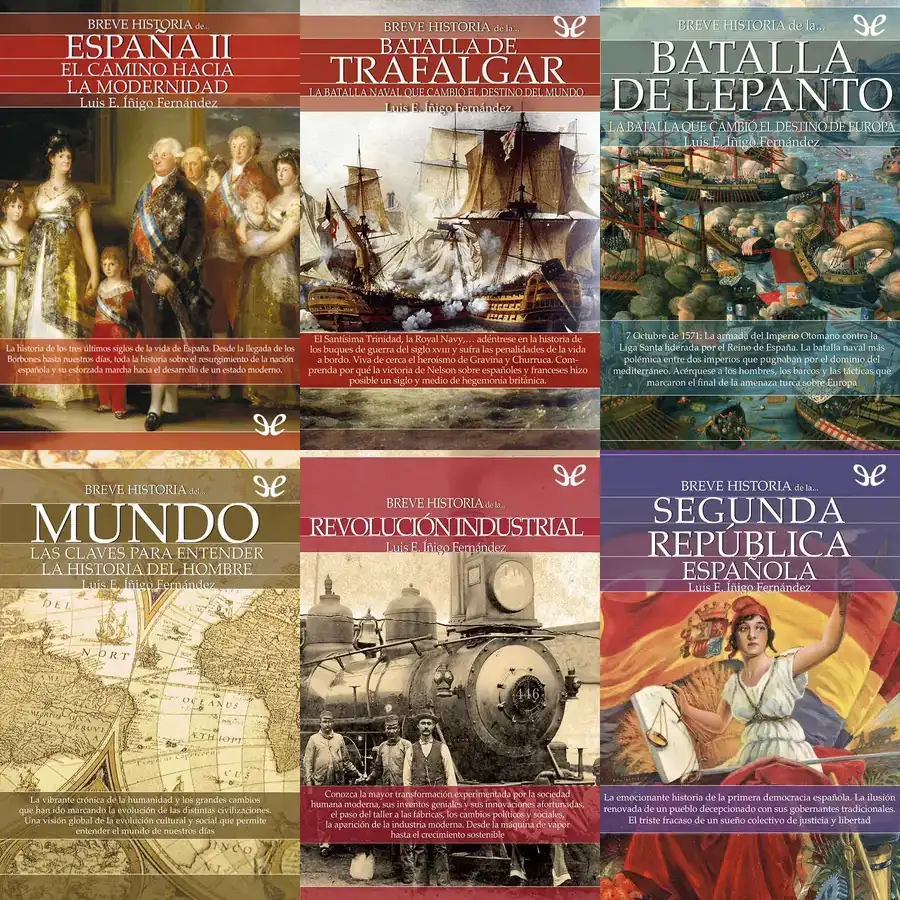 BREVE HISTORIA de...
ESPAÑA II
EL CAMINO HACIA
LA MODERNIDAD
Luis E. Íñigo Fernández
La historia de los tres últimos siglos de la vida de España. Desde la llegada de los
Borbones hasta nuestros días, toda la historia sobre el resurgimiento de la nación
española y su esforzada marcha hacia el desarrollo de un estado moderno.
BREVE HISTORIA de la...
BATALLA DE
TRAFALGAR
LA BATALLA NAVAL QUE CAMBIÓ EL DESTINO DEL MUNDO
Luis E. Íñigo Fernández
El Santísima Trinidad, la Royal Navy,... adéntrese en la historia de
los buques de guerra del siglo XVIII y sufra las penalidades de la vida
a bordo. Viva de cerca el heroísmo de Gravina y Churruca. Com-
prenda por qué la victoria de Nelson sobre españoles y franceses hizo
posible un siglo y medio de hegemonía británica.
BREVE HISTORIA de la...
BATALLA
DE LEPANTO
LA BATALLA QUE CAMBIÓ EL DESTINO DE EUROPA
Luis E. Íñigo Fernández
7 Octubre de 1571: La armada del Imperio Otomano contra la
Liga Santa liderada por el Reino de España. La batalla naval más
polémica entre dos imperios que pugnaban por el dominio del
mediterráneo. Acérquese a los hombres, los barcos y las tácticas que
marcaron el final de la amenaza turca sobre Europa
BREVE HISTORIA del...
MUNDO
LAS CLAVES PARA ENTENDER
LA HISTORIA DEL HOMBRE
Luis E. Íñigo Fernández
DEL
NORT
OCEANUS
ÆTHIOPI
La vibrante crónica de la humanidad y los grandes cambios
que han ido marcando la evolución de las distintas civilizaciones.
Una visión global de la evolución cultural y social que permite
entender el mundo de nuestros días
BREVE HISTORIA de la...
REVOLUCIÓN INDUSTRIAL
Luis E. Íñigo Fernández
446
Conozca la mayor transformación experimentada por la sociedad
humana moderna, sus inventos geniales y sus innovaciones afortunadas,
el paso del taller a las fábricas, los cambios políticos y sociales,
la aparición de la industria moderna. Desde la máquina de vapor
hasta el crecimiento sostenible
BREVE HISTORIA de la...
SEGUNDA
REPÚBLICA
ESPAÑOLA
Luis E. Íñigo Fernández
La emocionante historia de la primera democracia española. La ilusión
renovada de un pueblo decepcionado con sus gobernantes tradicionales.
El triste fracaso de un sueño colectivo de justicia y libertad